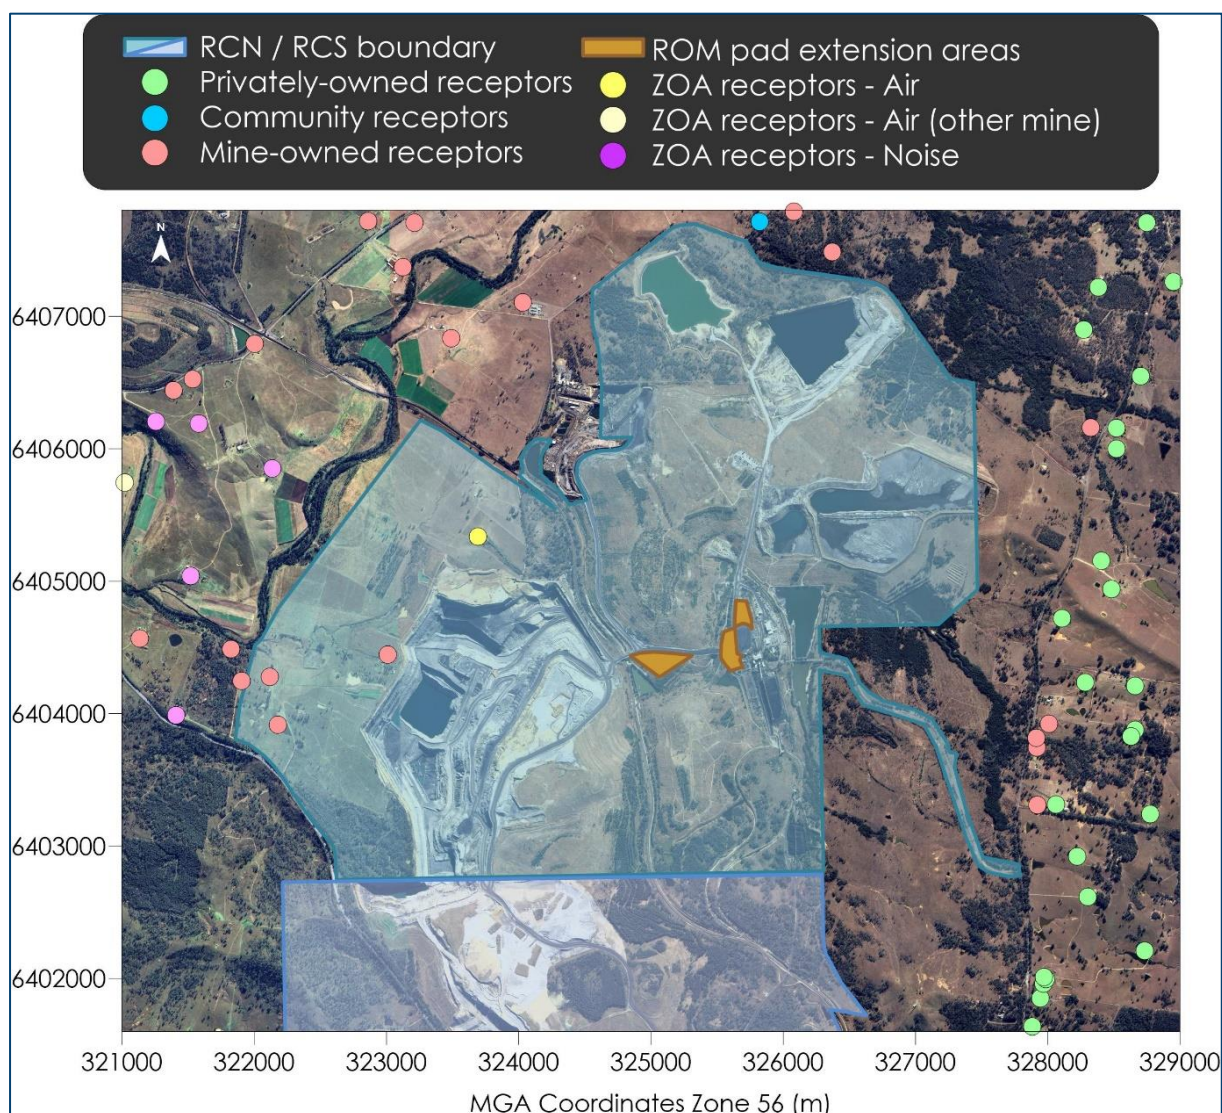 RCN / RCS boundary
Privately-owned receptors
Community receptors
Mine-owned receptors
ROM pad extension areas
ZOA receptors - Air
ZOA receptors - Air (other mine)
ZOA receptors - Noise
N
6407000
6406000
6405000
6404000
6403000
6402000
321000 322000 323000 324000 325000 326000 327000 328000 329000
MGA Coordinates Zone 56 (m)